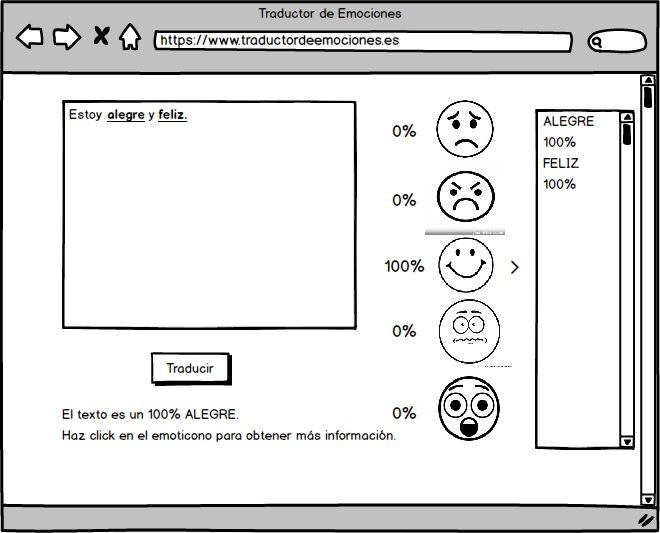 Traductor de Emociones
https://www.traductordeemociones.es
Estoy alegre y feliz.
0%
0%
100%
0%
0%
ALEGRE
100%
FELIZ
100%
Traducir
El texto es un 100% ALEGRE.
Haz click en el emoticono para obtener más información.